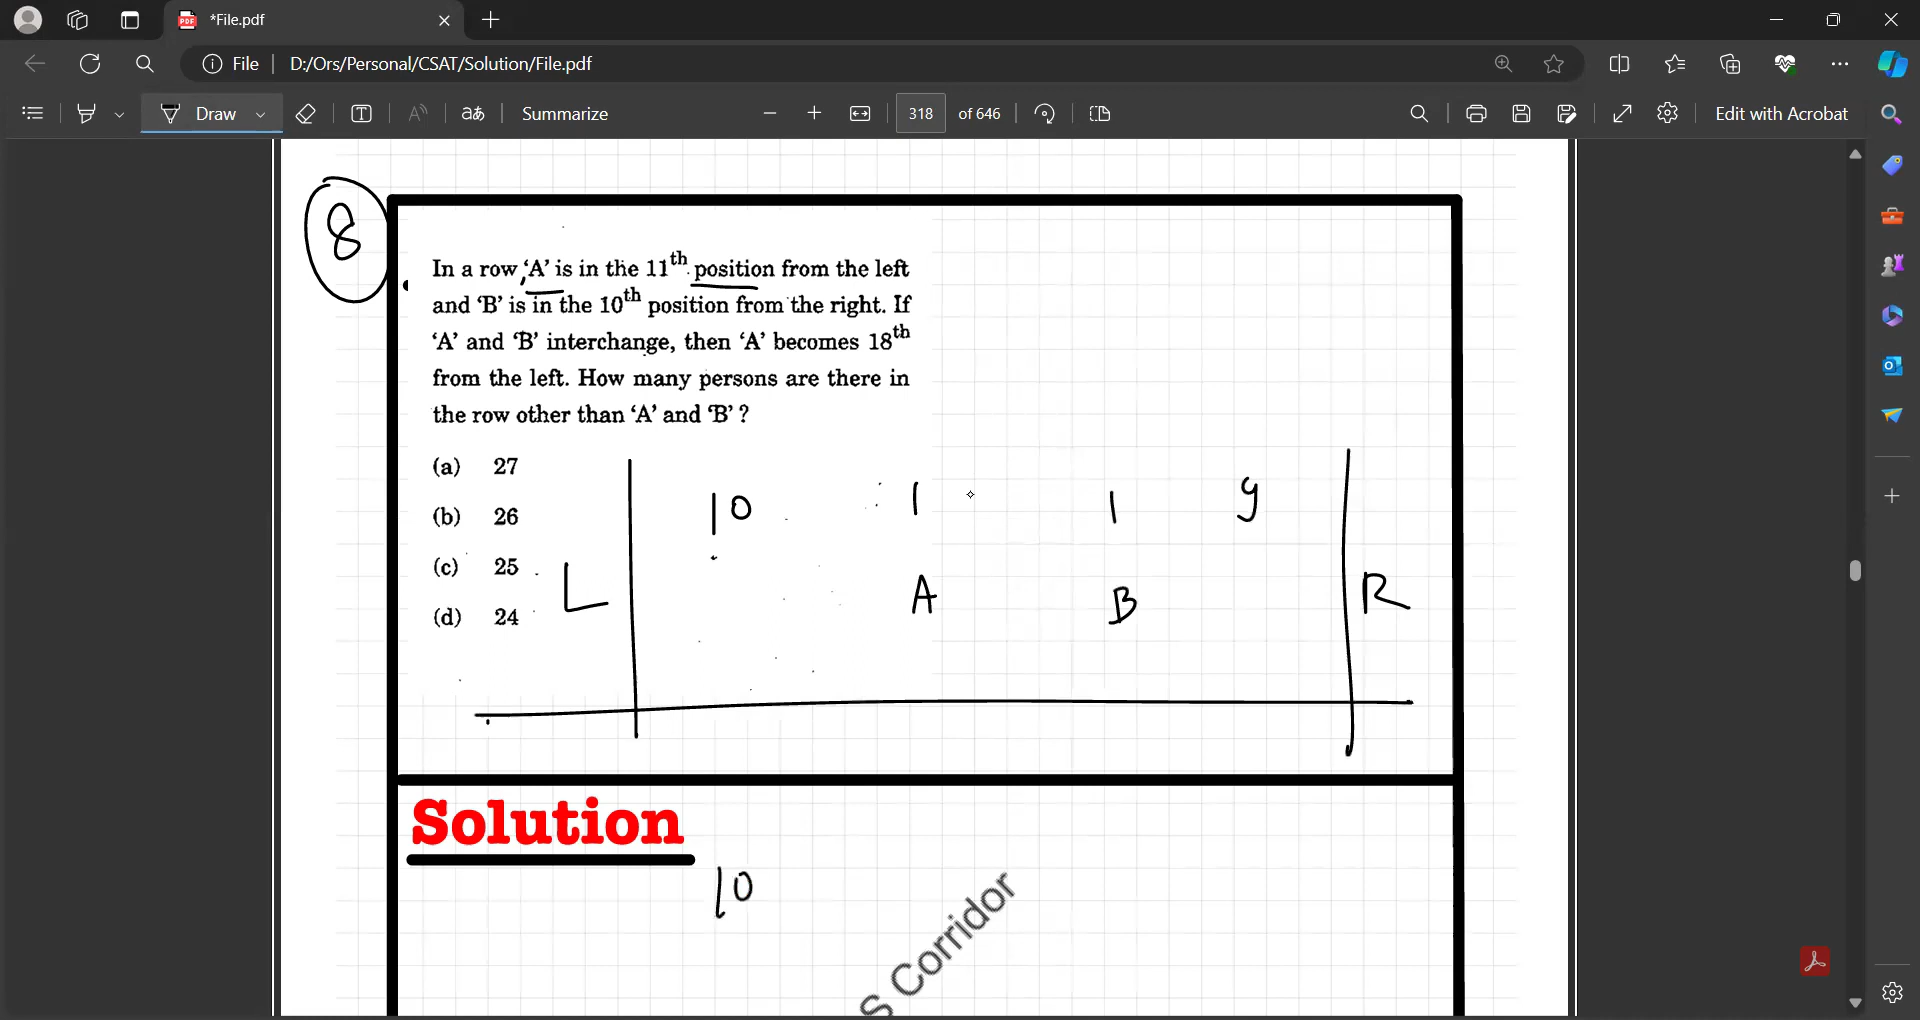 *File.pdf
File
D:/Ors/Personal/CSAT/Solution/File.pdf
Draw
Summarize
318 of 646
Edit with Acrobat
8
In a row, ‘A’ is in the 11th position from the left
and ‘B’ is in the 10th position from the right. If
‘A’ and ‘B’ interchange, then ‘A’ becomes 18th
from the left. How many persons are there in
the row other than ‘A’ and ‘B’ ?
(a) 27
(b) 26
(c) 25
(d) 24
10 1 1 9
L A B R
Solution
10
s Corridor